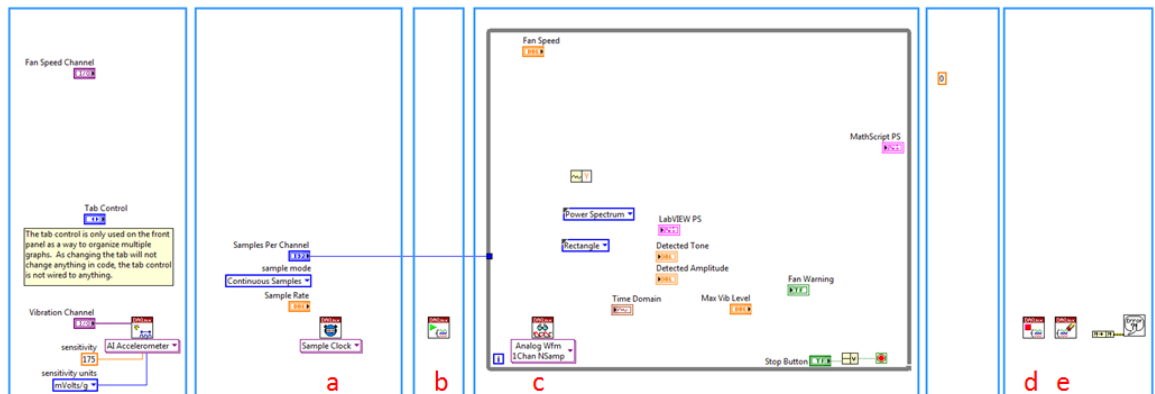 Fan Speed Channel
Tab Control
The tab control is only used on the front
panel as a way to organize multiple
graphs. As changing the tab will not
change anything in code, the tab control
is not wired to anything.
Vibration Channel
AI Accelerometer
sensitivity
175
sensitivity units
mVolts/g
Samples Per Channel
sample mode
Continuous Samples
Sample Rate
Sample Clock
a
b
Fan Speed
MathScript PS
Power Spectrum
LabVIEW PS
Rectangle
Detected Tone
Detected Amplitude
Fan Warning
Time Domain
Max Vib Level
Analog Wfm
1Chan NSamp
i
Stop Button
c
0
d
e